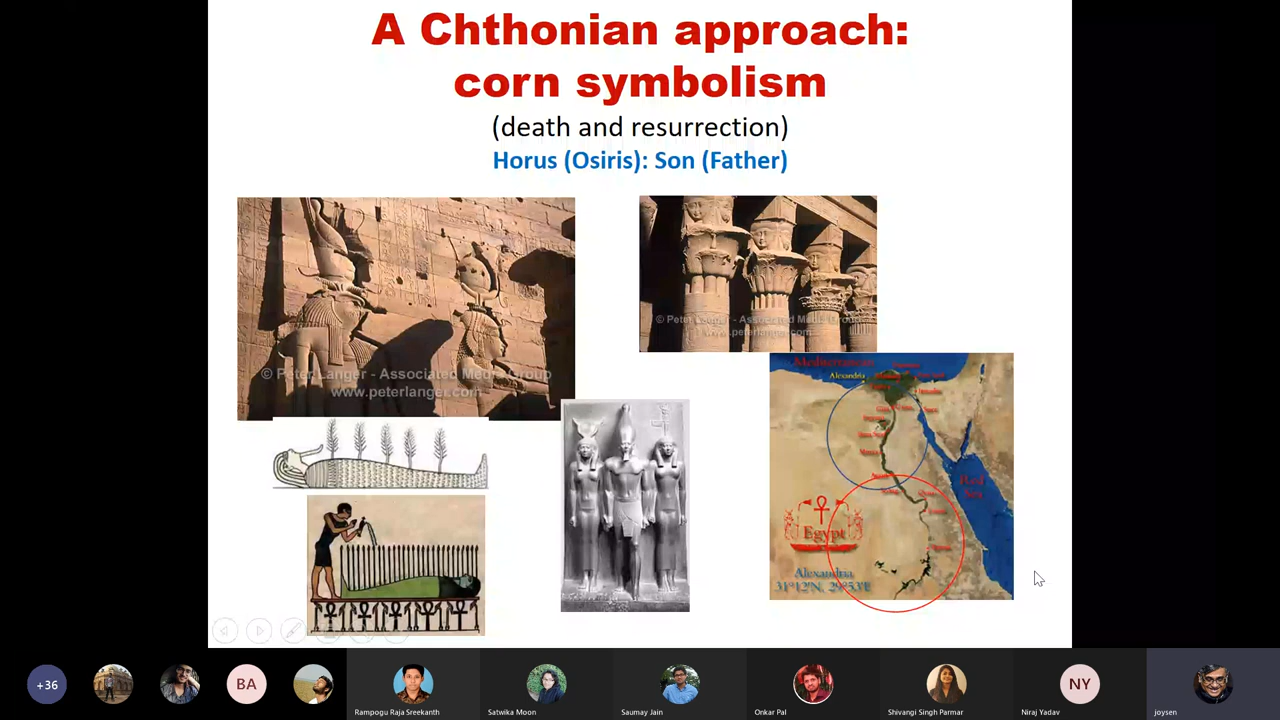 A Chthonian approach:
corn symbolism
(death and resurrection)
Horus (Osiris): Son (Father)
© Peter Langer - Associated Media Group
www.peterlanger.com
© Peter Langer - Associated Media Group
www.peterlanger.com
Mediterranean
Alexandria
Red
Sea
Egypt
Alexandria
31°12'N, 29°53'E
+36
BA
Rampogu Raja Sreekanth
Satwika Moon
Saumay Jain
Onkar Pal
Shivangi Singh Parmar
NY
Niraj Yadav
joysen